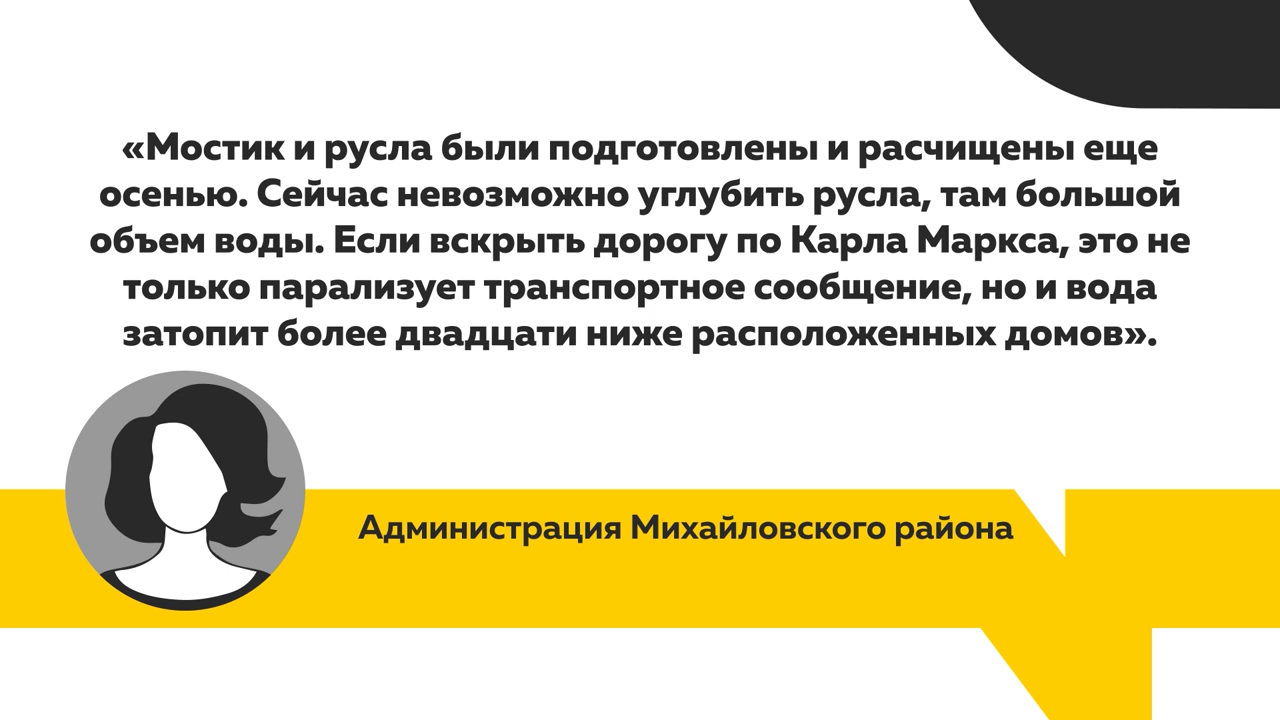 «Мостик и русла были подготовлены и расчищены еще
осенью. Сейчас невозможно углубить русла, там большой
объем воды. Если вскрыть дорогу по Карла Маркса, это не
только парализует транспортное сообщение, но и вода
затопит более двадцати ниже расположенных домов».
Администрация Михайловского района